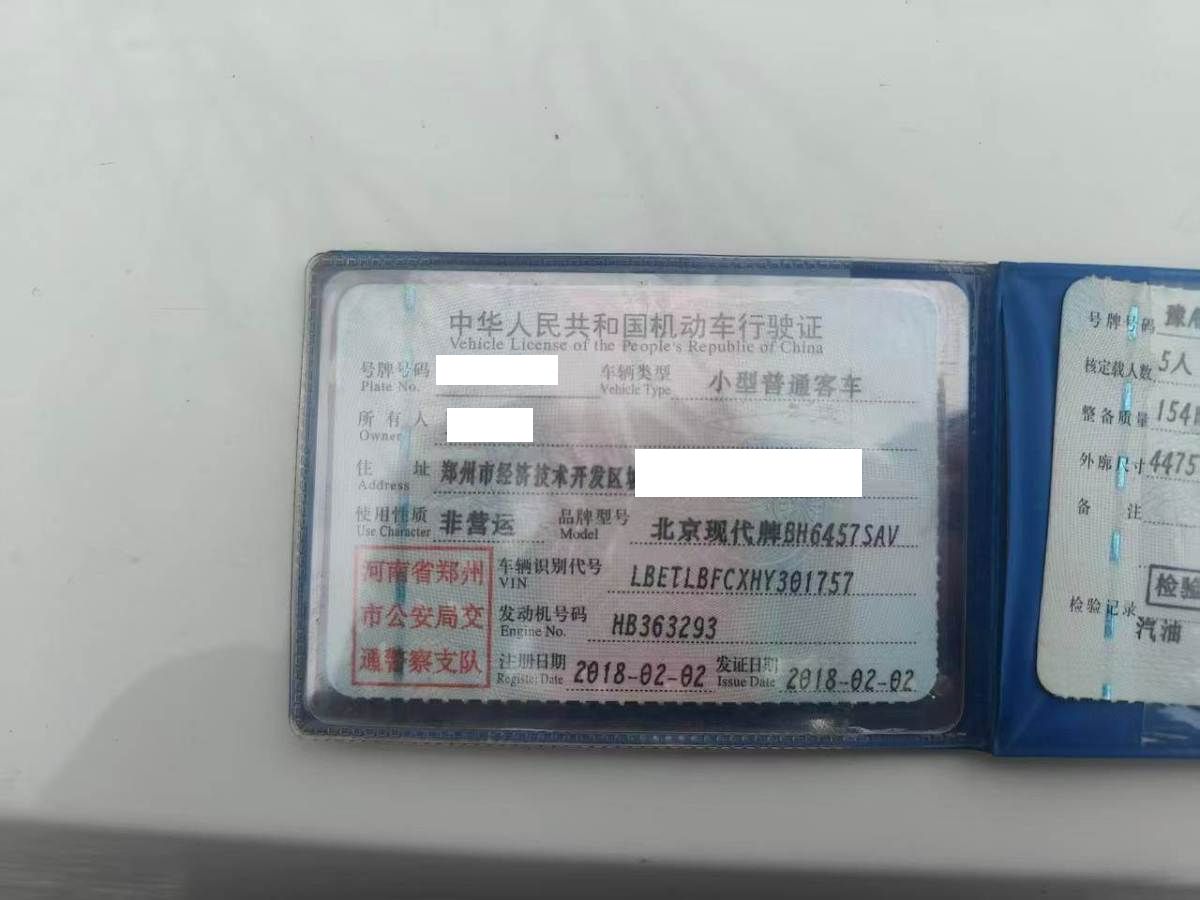 中华人民共和国机动车行驶证
Vehicle License of the People's Republic of China
号牌号码
Plate No.
车辆类型 小型普通客车
Vehicle Type
所有人
Owner
住址 郑州市经济技术开发区
Address
使用性质 非营运
Use Character
品牌型号 北京现代牌BH6457SAV
Model
河南省郑州
市公安局交
通警察支队
车辆识别代号 LBETLBFCXHY301757
VIN
发动机号码 HB363293
Engine No.
注册日期 2018-02-02
Register Date
发证日期 2018-02-02
Issue Date
号牌号码 豫A
核定载人数 5人
整备质量 154
外廓尺寸 4475
备注
检验
检验记录
汽油